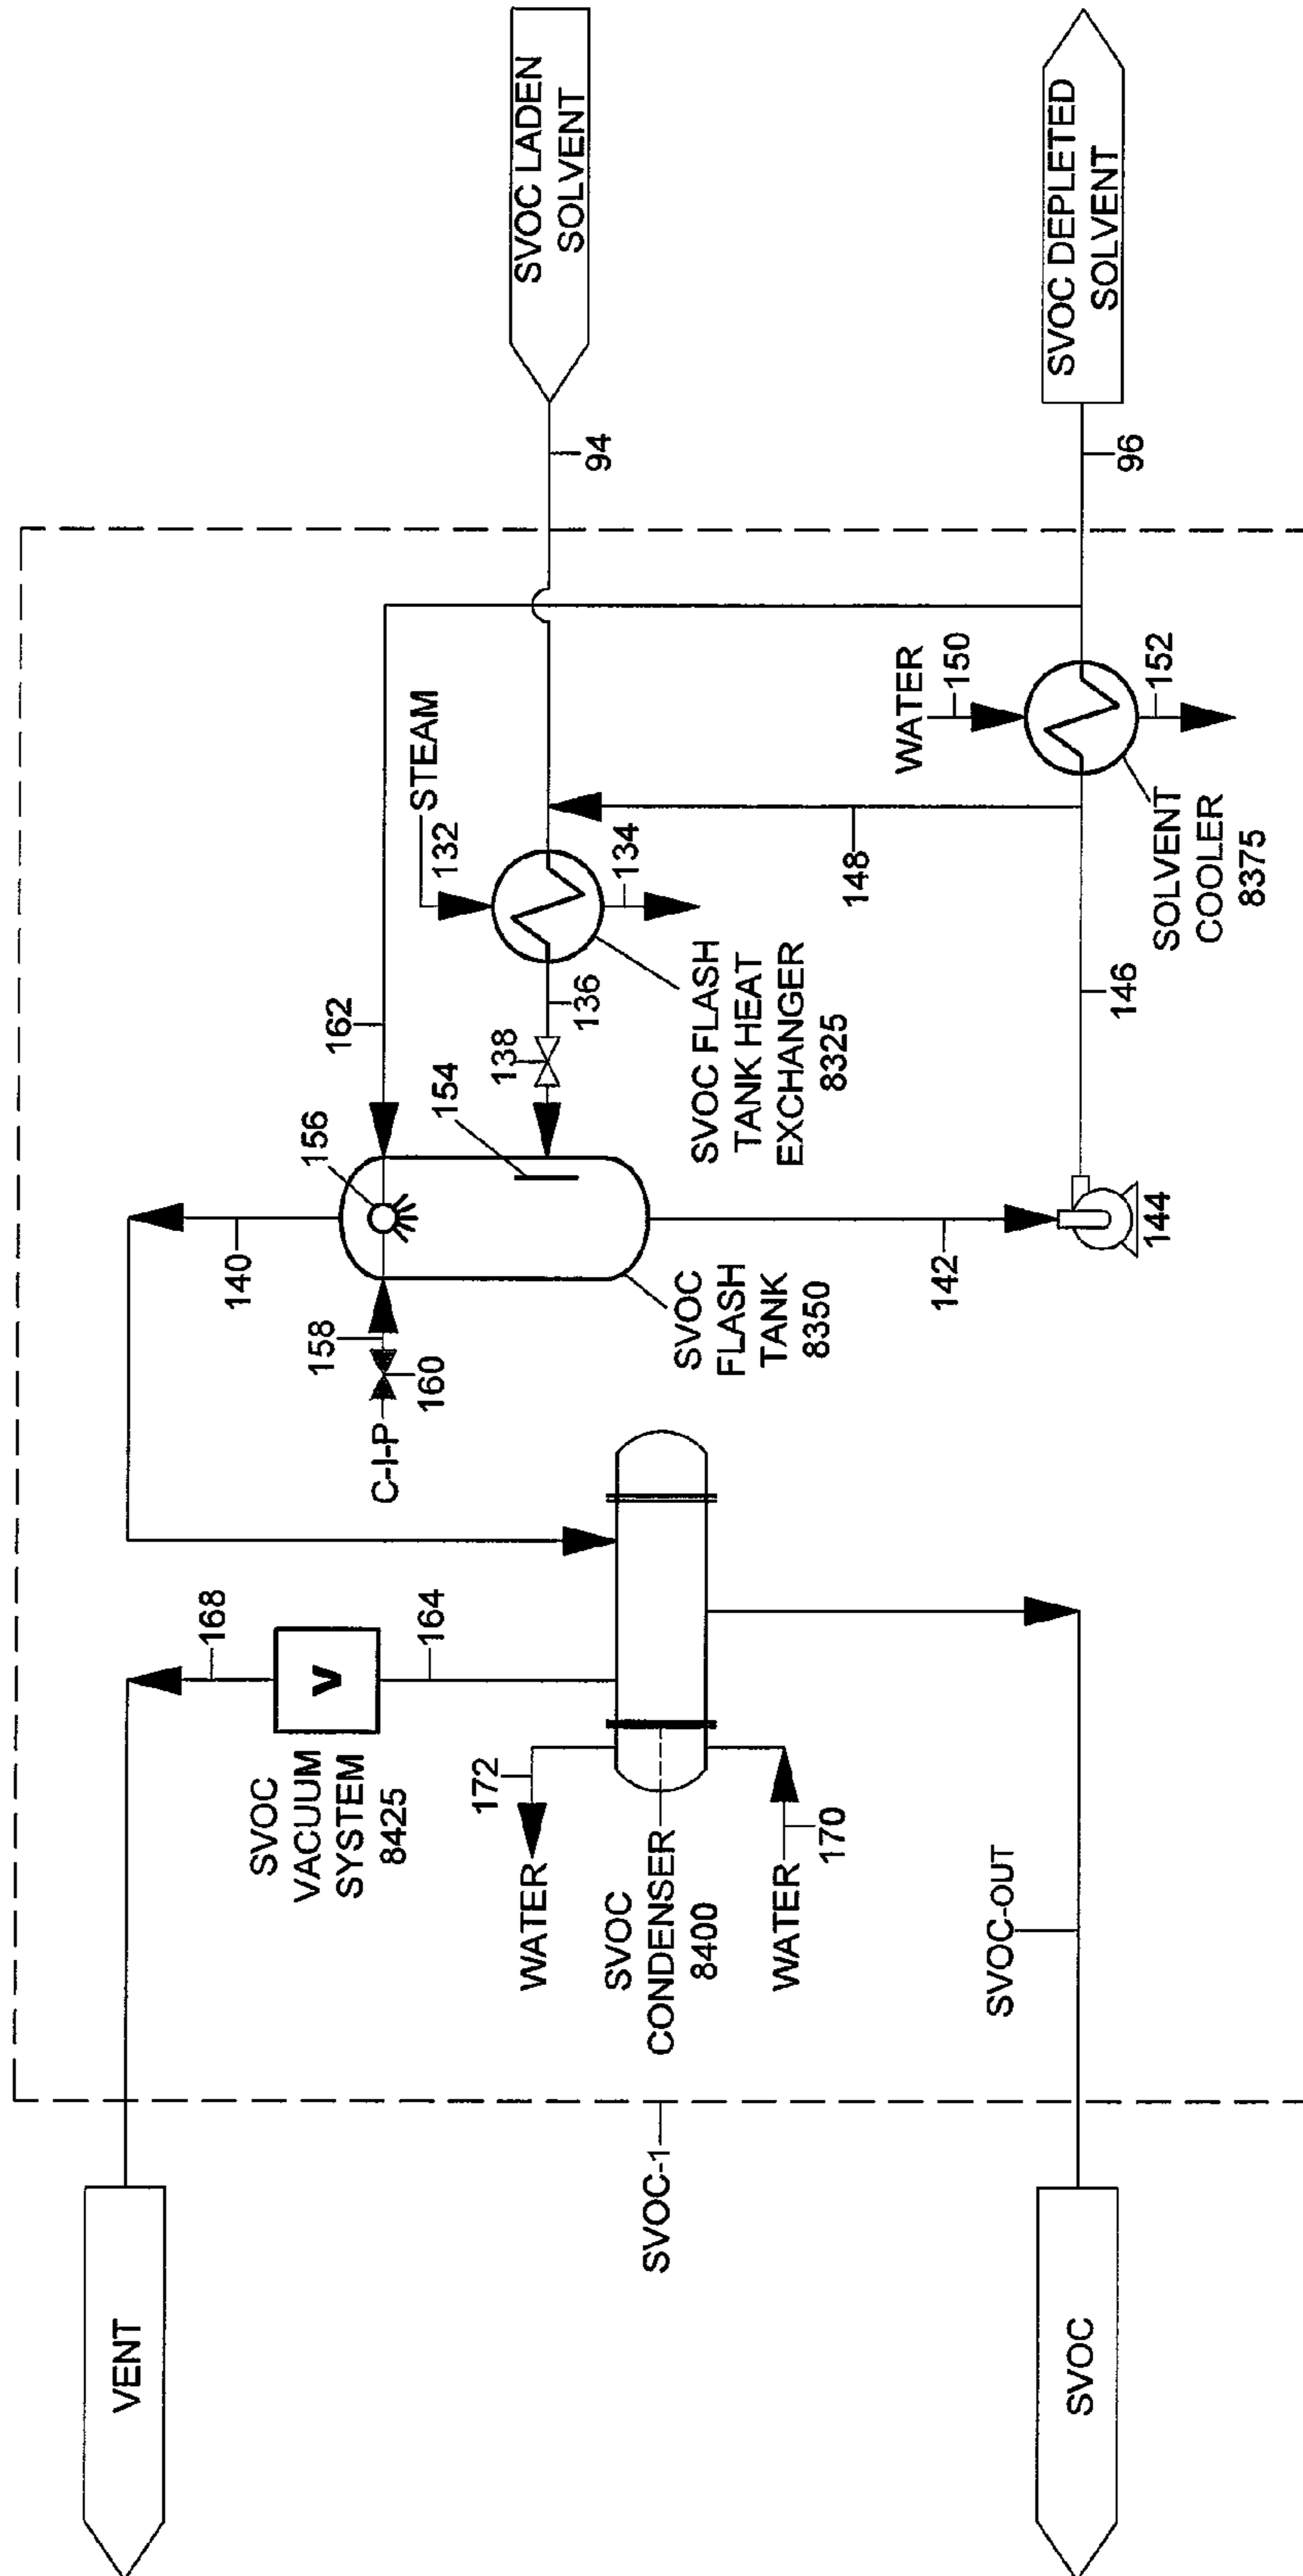 VENT
SVOC
SVOC-1
SVOC
VACUUM
SYSTEM
8425
168
164
172
WATER
SVOC
CONDENSER
8400
WATER
170
SVOC-OUT
140
C-I-P
158
160
156
162
SVOC
FLASH
TANK
8350
142
144
154
138
136
STEAM
132
134
SVOC FLASH
TANK HEAT
EXCHANGER
8325
148
146
WATER
150
152
SOLVENT
COOLER
8375
SVOC LADEN
SOLVENT
94
SVOC DEPLETED
SOLVENT
96
V